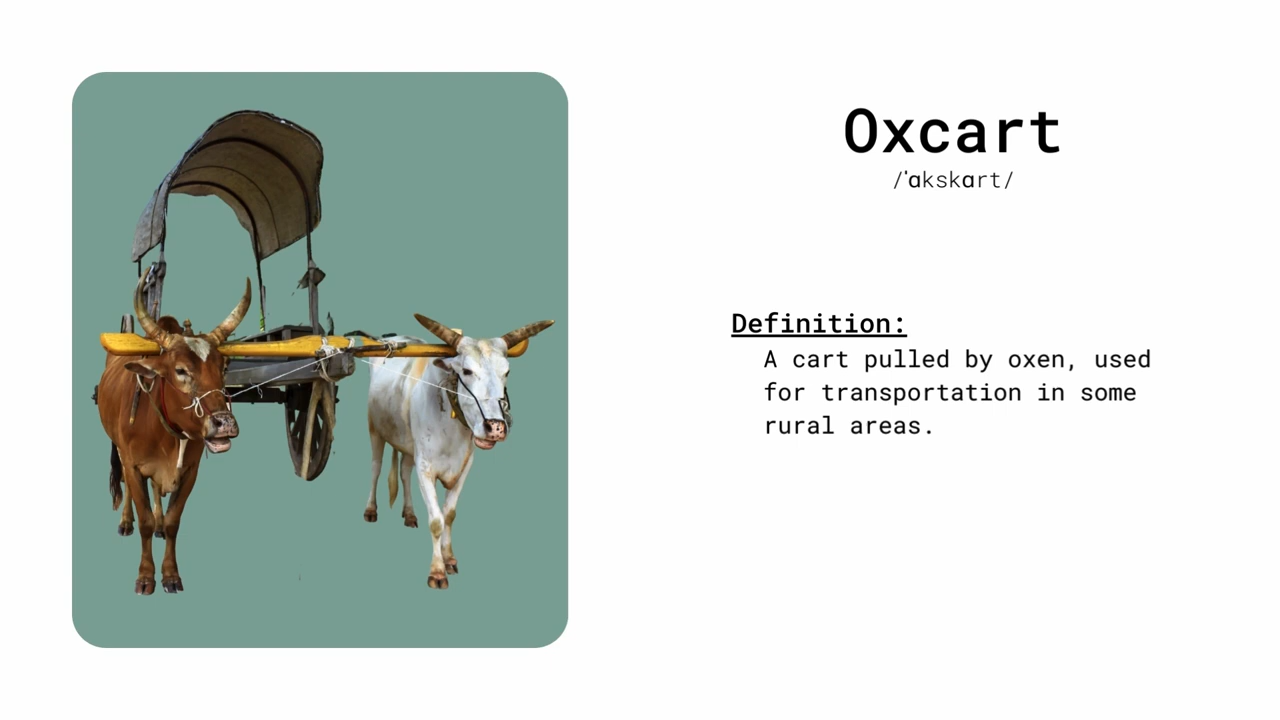 Oxcart
/ˈɑkskɑrt/
Definition:
A cart pulled by oxen, used
for transportation in some
rural areas.